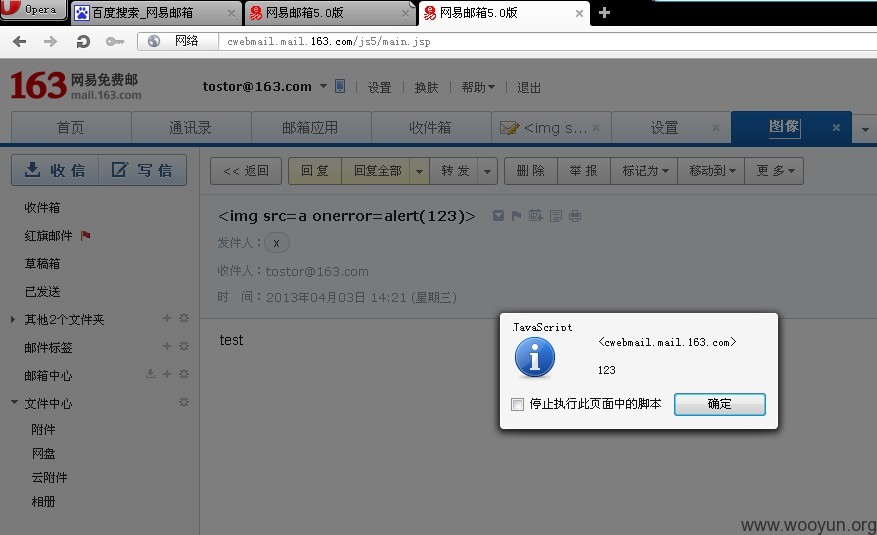 Opera
百度搜索_网易邮箱
网易邮箱5.0版
网易邮箱5.0版
网络
cwebmail.mail.163.com/js5/main.jsp
163 网易免费邮
mail.163.com
tostor@163.com
设置
换肤
帮助
退出
首页
通讯录
邮箱应用
收件箱
<img s...
设置
图像
收 信
写 信
<< 返回
回 复
回复全部
转 发
删 除
举 报
标记为
移动到
更 多
收件箱
红旗邮件
草稿箱
已发送
其他2个文件夹
邮件标签
邮箱中心
文件中心
附件
网盘
云附件
相册
<img src=a onerror=alert(123)>
发件人：x
收件人：tostor@163.com
时 间：2013年04月03日 14:21 (星期三)
test
JavaScript
<cwebmail.mail.163.com>
123
停止执行此页面中的脚本
确定
www.wooyun.org